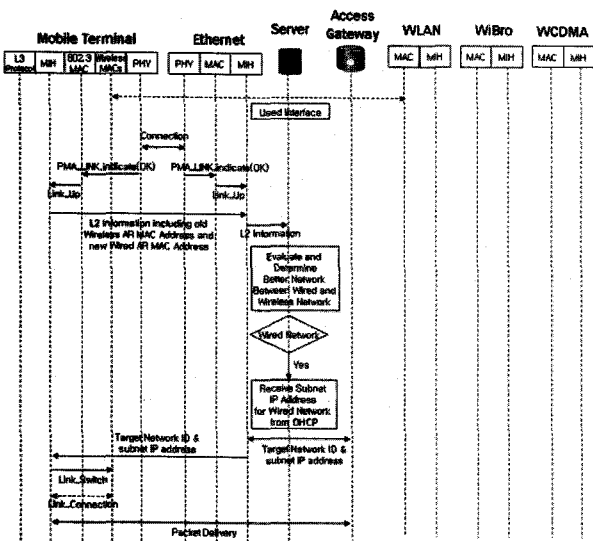 Mobile Terminal
Ethernet
Server
Access
Gateway
WLAN
WiBro
WCDMA
L3
Protocol
MIH
802.3
MAC
Wireless
MACs
PHY
PHY
MAC
MIH
MAC
MIH
MAC
MIH
MAC
MIH
Used Interface
Connection
PMA_LINK.indicate(OK)
PMA_LINK.indicate(OK)
Link_Up
Link_Up
L2 Information including old
Wireless AR MAC Address and
new Wired AR MAC Address
L2 Information
Evaluate and
Determine
Better Network
Between Wired and
Wireless Network
Wired Network
Yes
Receive Subnet
IP Address
for Wired Network
from DHCP
Target Network ID &
subnet IP address
Target Network ID &
subnet IP address
Link_Switch
Link_Connection
Packet Delivery